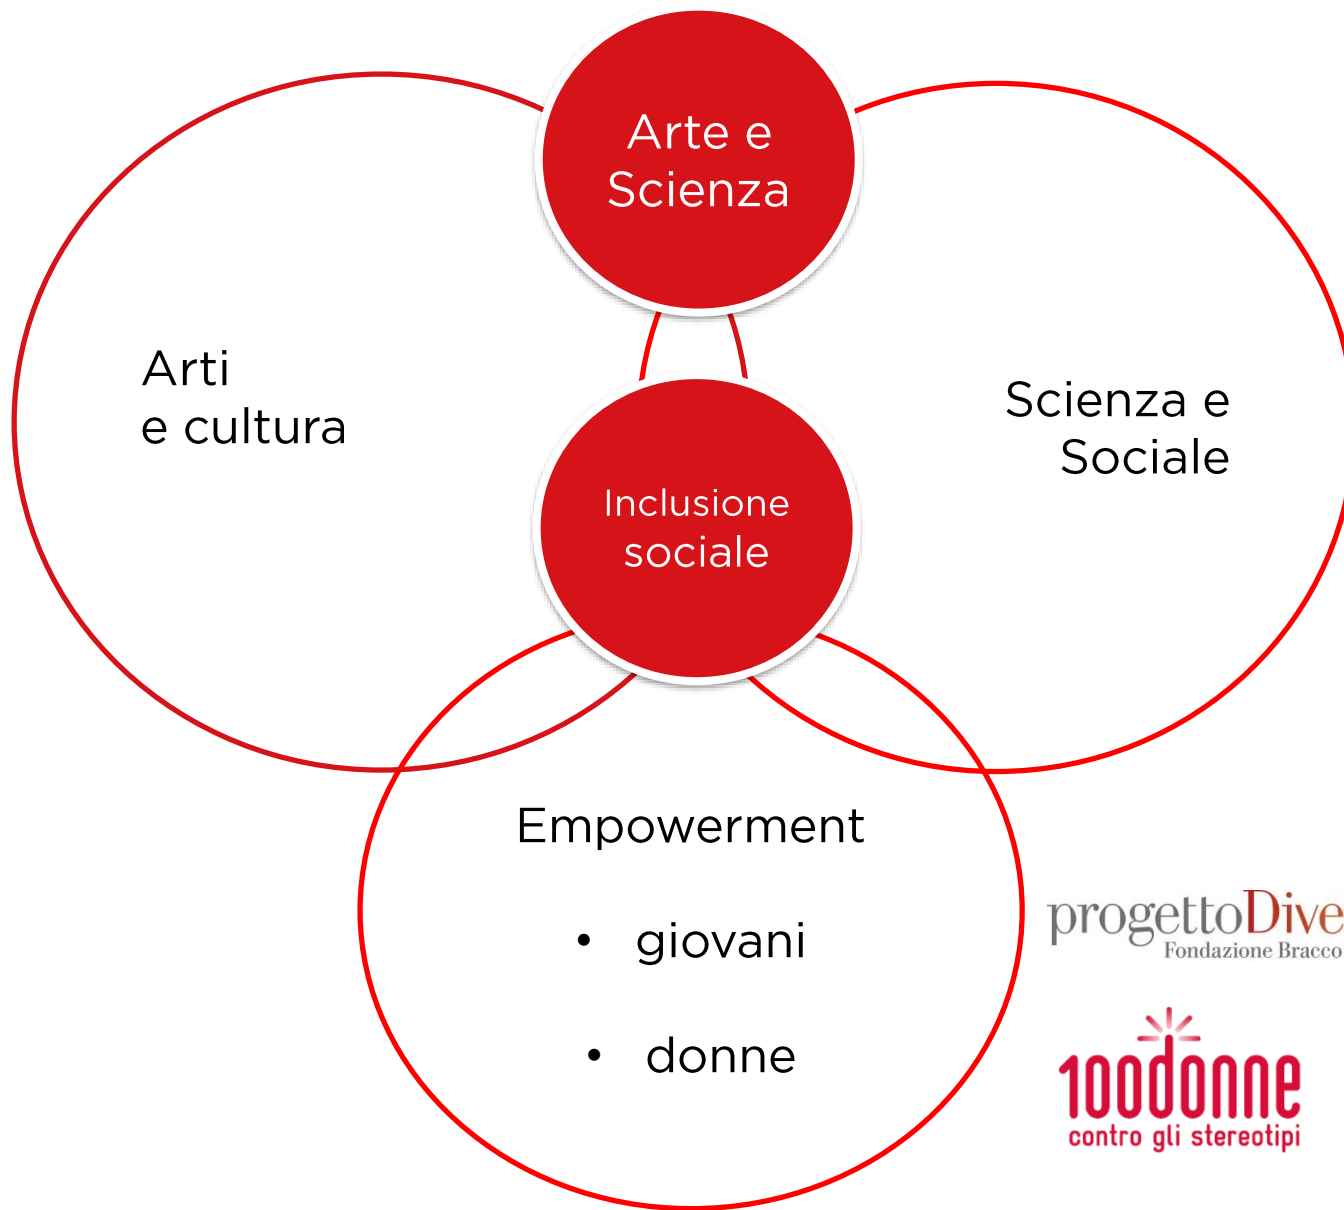 Arte e
Scienza
Arti
e cultura
Scienza e
Sociale
Inclusione
sociale
Empowerment
• giovani
• donne
progettoDive
Fondazione Bracco
100donne
contro gli stereotipi